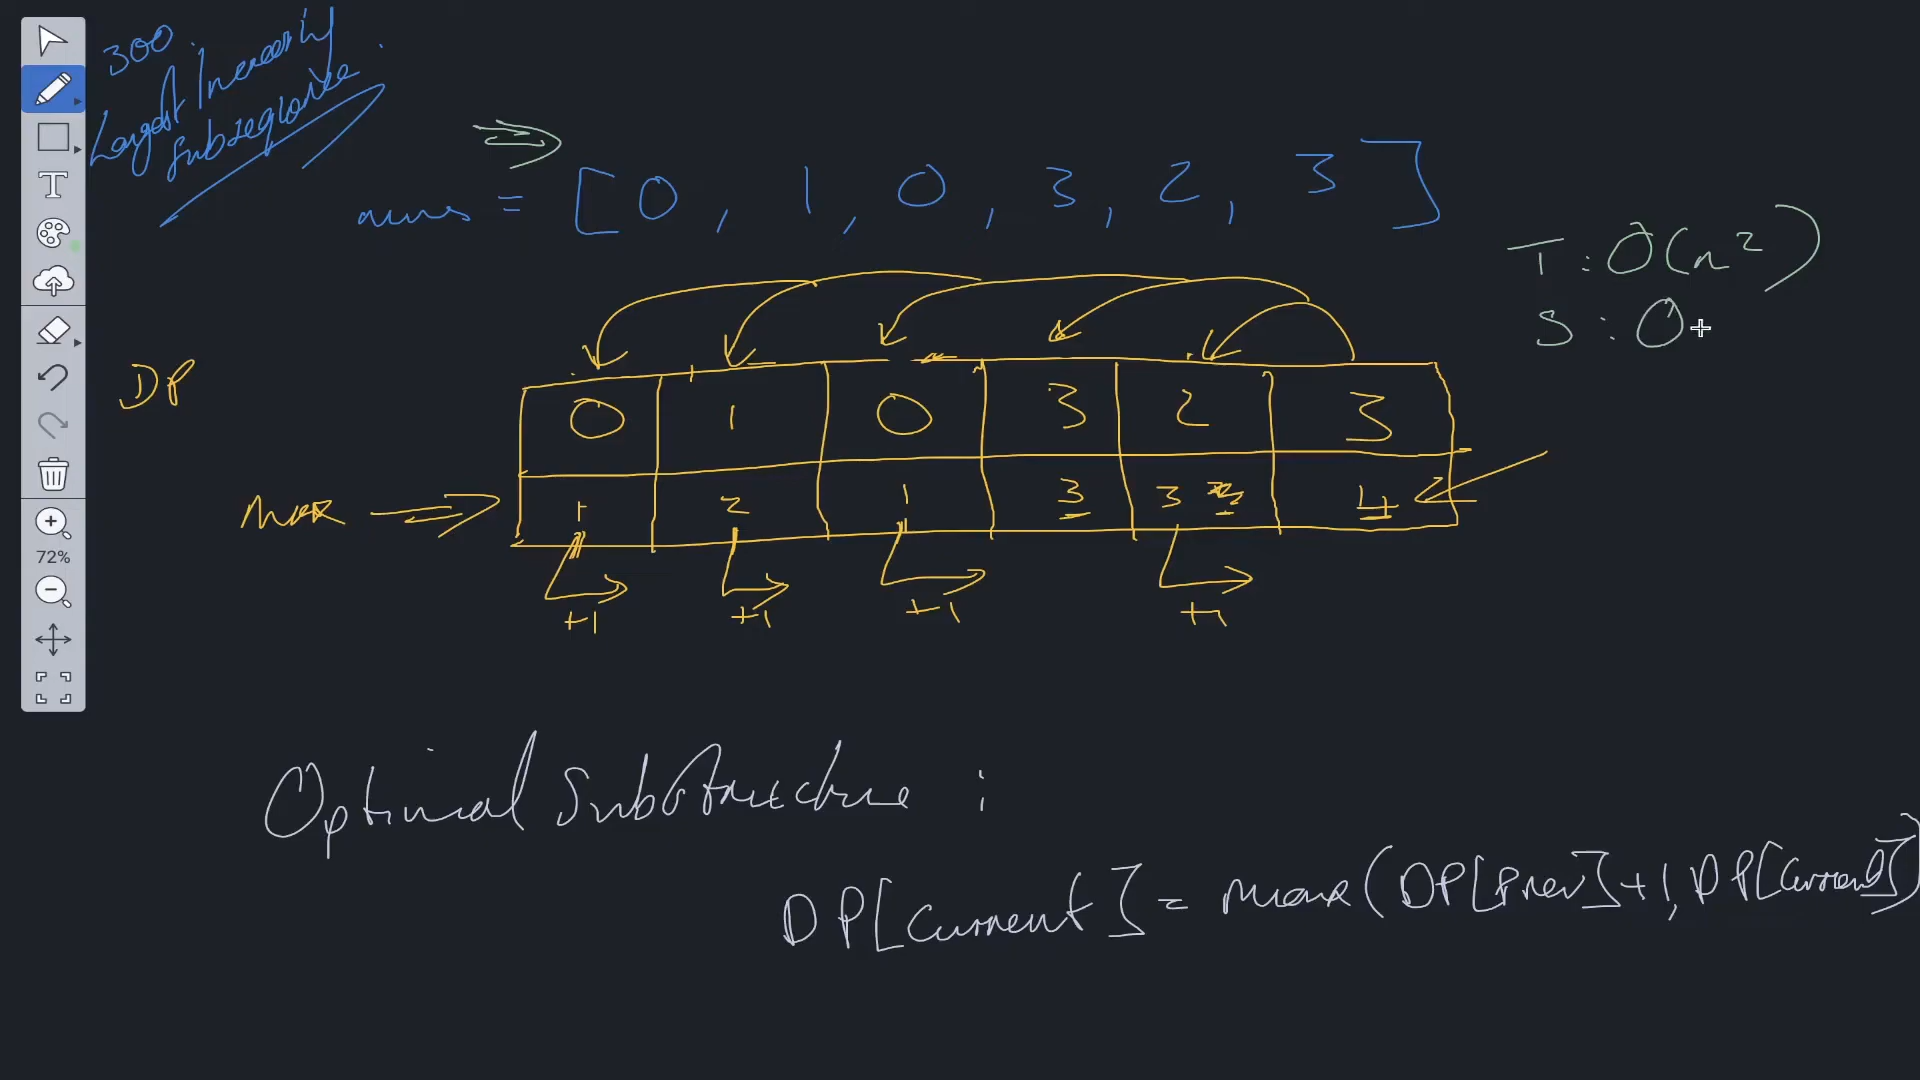 300
Longest Increasing
Subsequence
nums = [ 0 , 1 , 0 , 3 , 2 , 3 ]
T : O(n²)
S : O
DP
0 1 0 3 2 3
max 1 2 1 3 3 4
+1 +1 +1 +1
Optimal Substructure :
DP[Current] = max(DP[Prev]+1, DP[Current])
T
72%